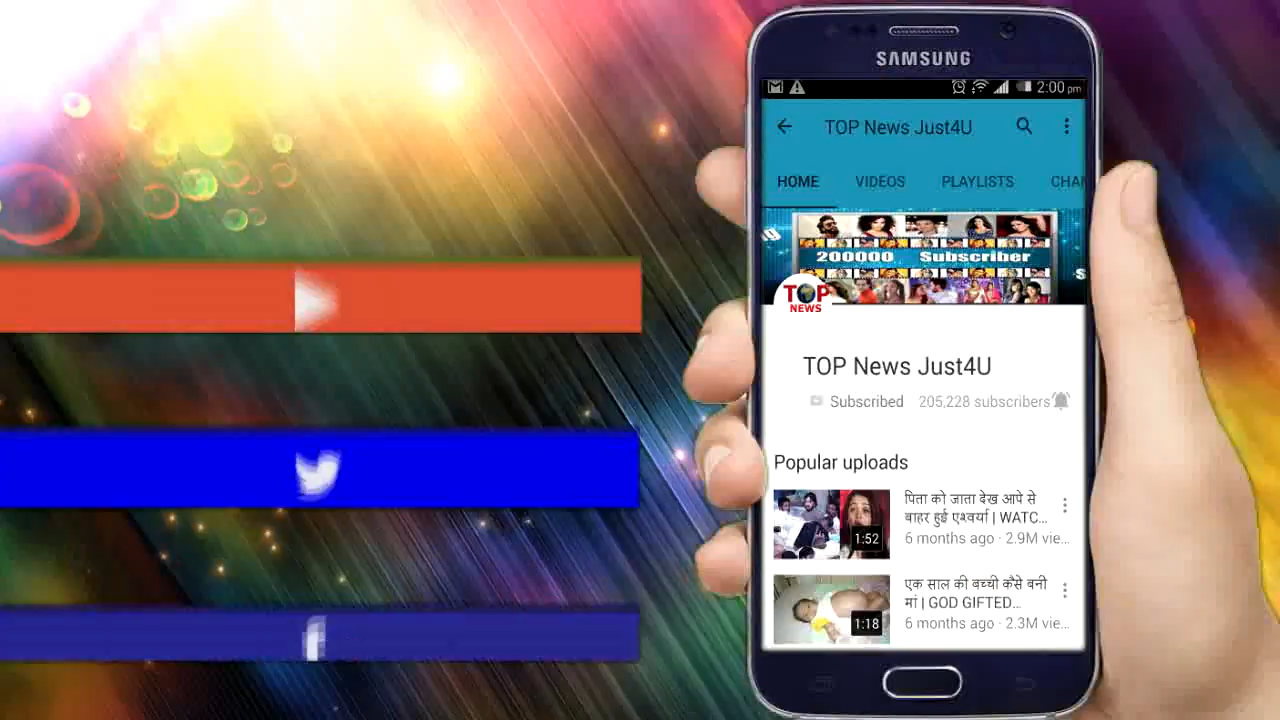 SAMSUNG
2:00 pm
TOP News Just4U
HOME VIDEOS PLAYLISTS CHAN
200000 Subscriber
TOP
NEWS
TOP News Just4U
Subscribed 205,228 subscribers
Popular uploads
पिता को जाता देख आपे से
बाहर हुई एश्वर्या | WATC...
6 months ago · 2.9M vie...
1:52
एक साल की बच्ची कैसे बनी
मां | GOD GIFTED...
6 months ago · 2.3M vie...
1:18